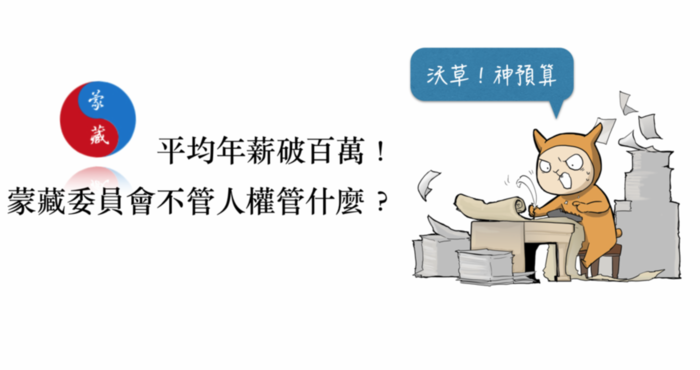 蒙
藏
平均年薪破百萬！
蒙藏委員會不管人權管什麼？
沃草！神預算